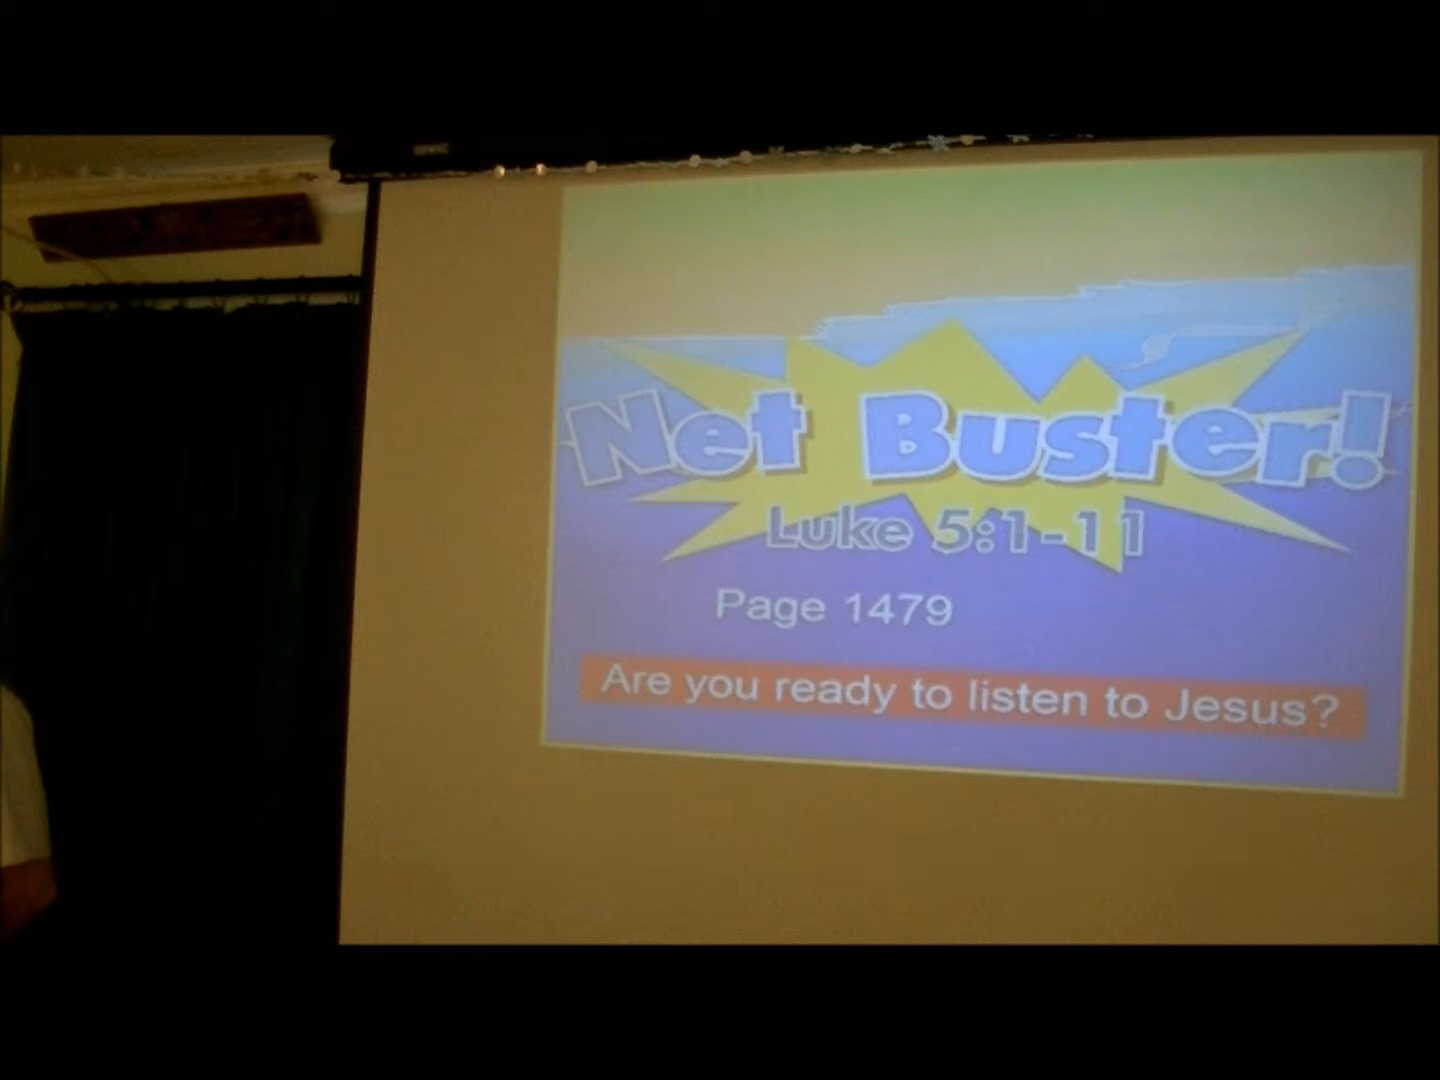 Net Buster!
Luke 5:1-11
Page 1479
Are you ready to listen to Jesus?